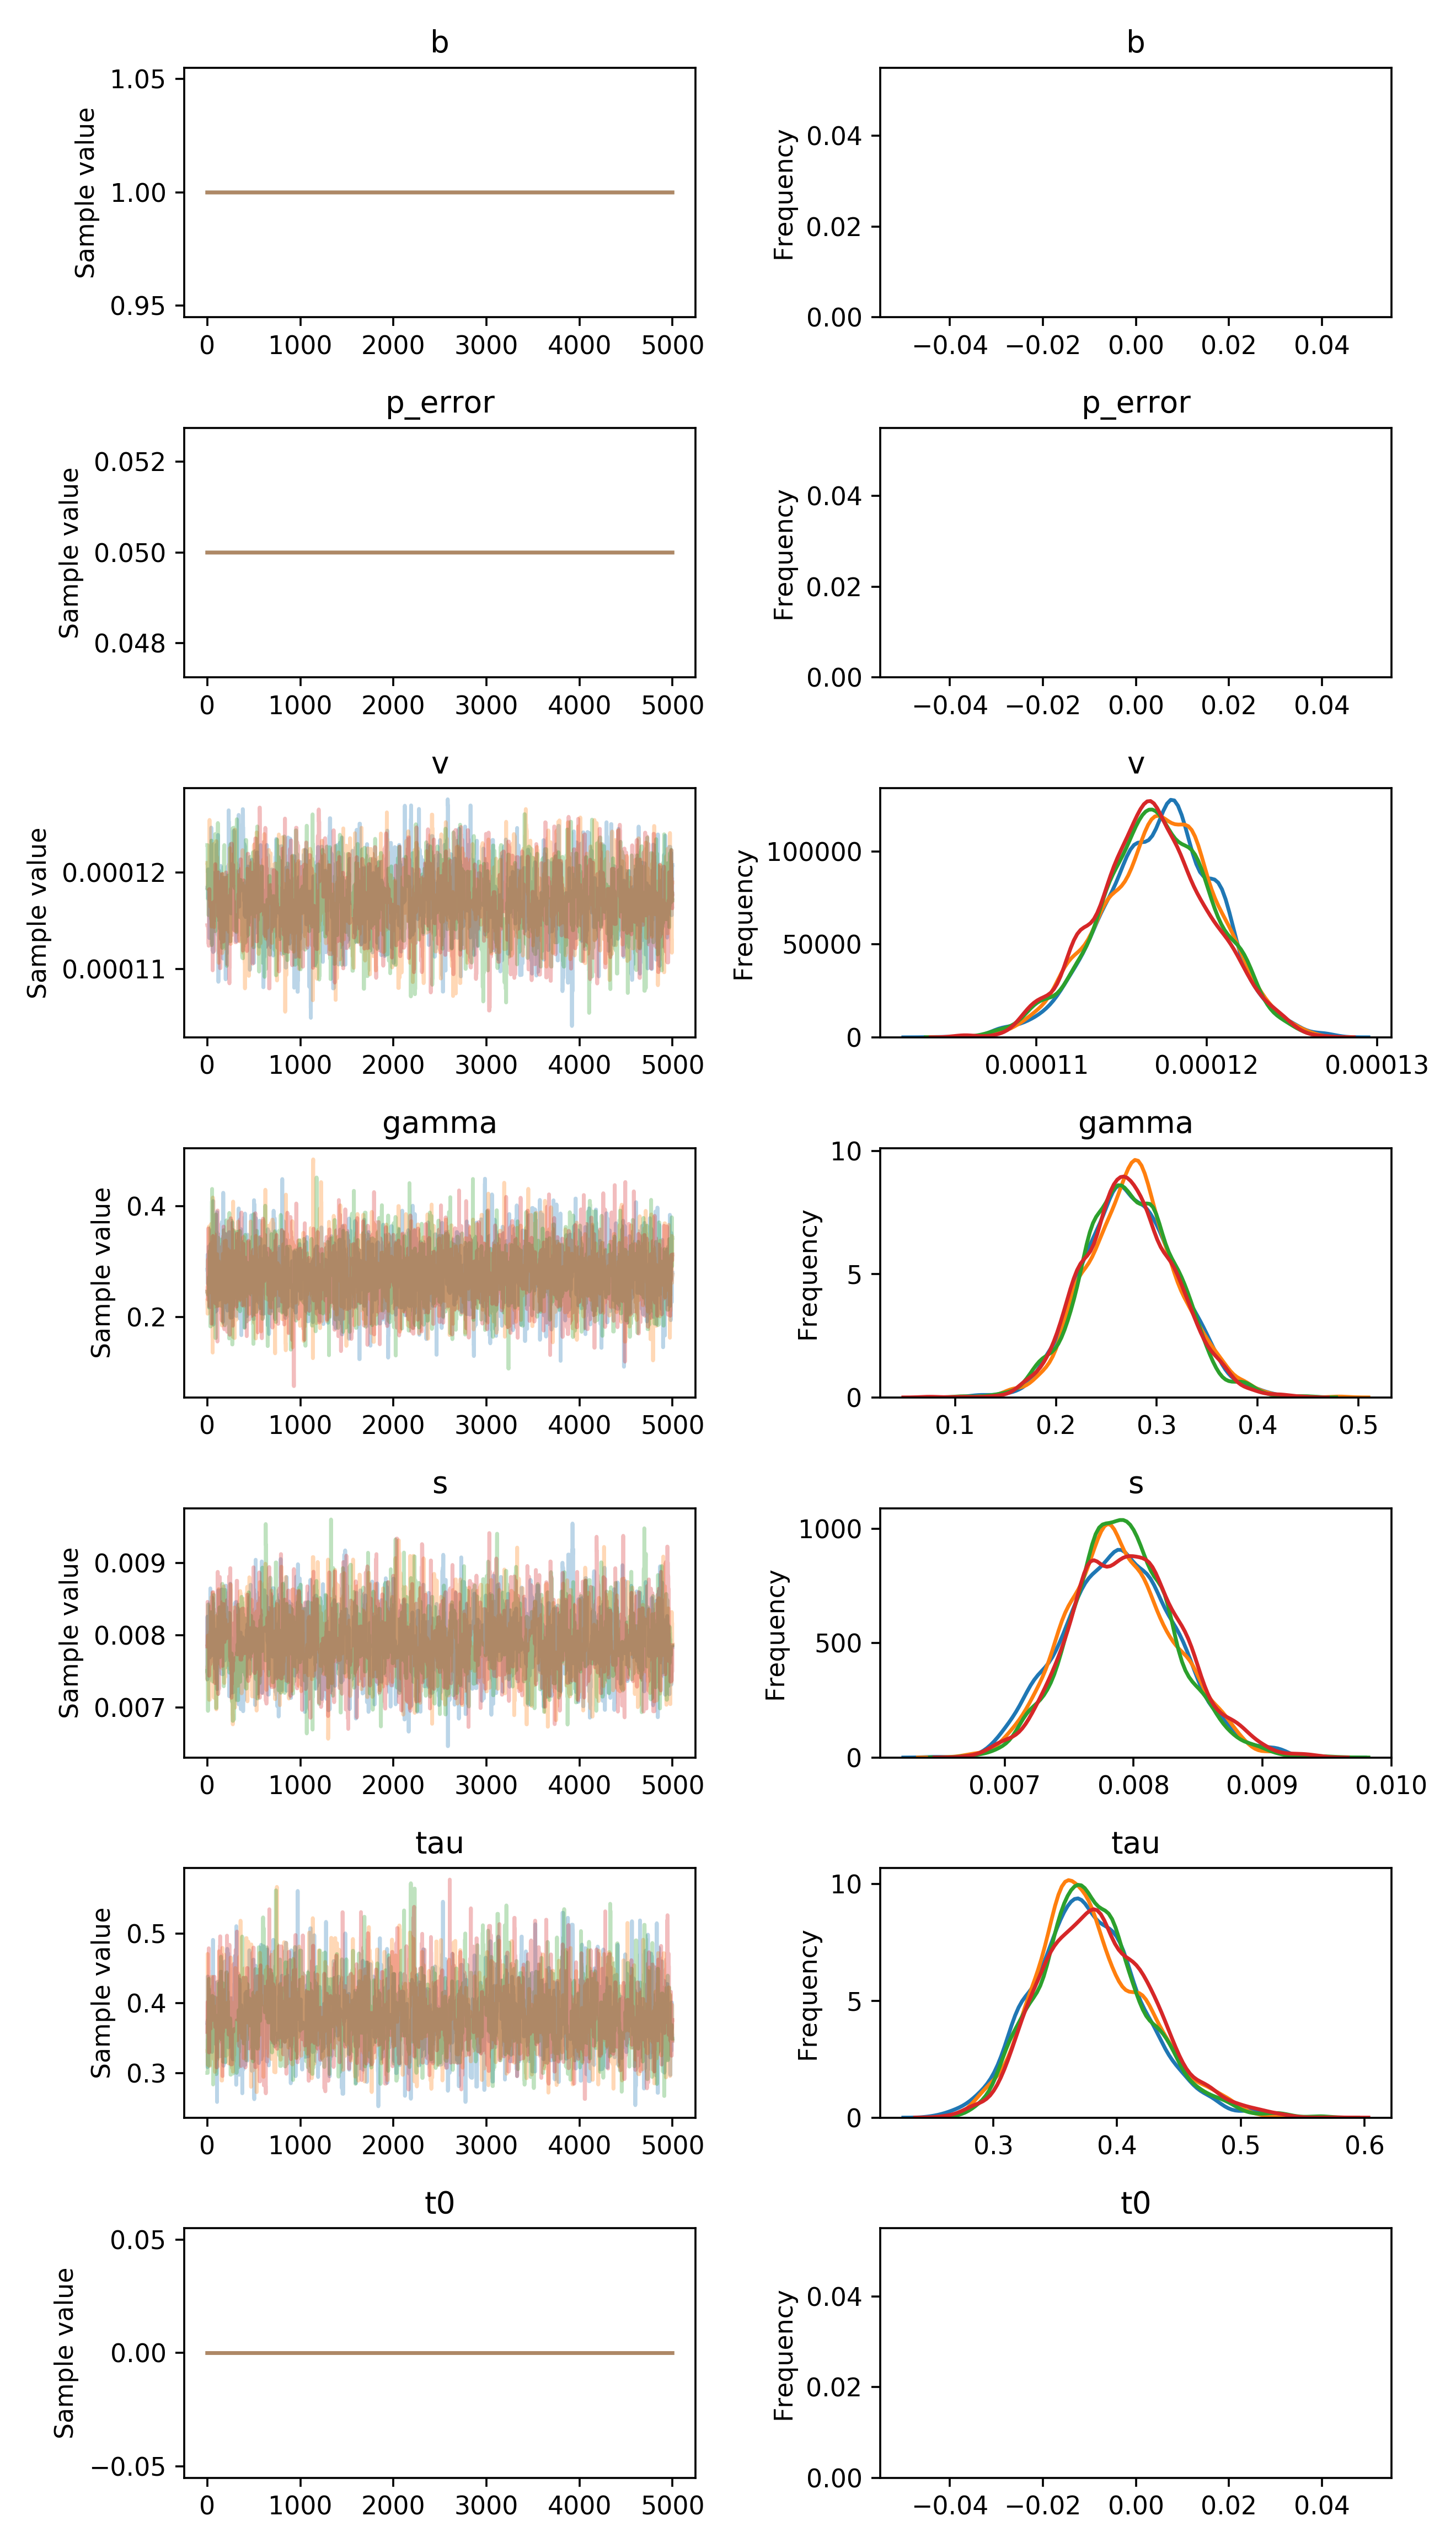 b
b
Sample value
1.05
1.00
0.95
0 1000 2000 3000 4000 5000
Frequency
0.04
0.02
0.00
−0.04 −0.02 0.00 0.02 0.04
p_error
p_error
Sample value
0.052
0.050
0.048
0 1000 2000 3000 4000 5000
Frequency
0.04
0.02
0.00
−0.04 −0.02 0.00 0.02 0.04
v
v
Sample value
0.00012
0.00011
0 1000 2000 3000 4000 5000
Frequency
100000
50000
0
0.00011 0.00012 0.00013
gamma
gamma
Sample value
0.4
0.2
0 1000 2000 3000 4000 5000
Frequency
10
5
0
0.1 0.2 0.3 0.4 0.5
s
s
Sample value
0.009
0.008
0.007
0 1000 2000 3000 4000 5000
Frequency
1000
500
0
0.007 0.008 0.009 0.010
tau
tau
Sample value
0.5
0.4
0.3
0 1000 2000 3000 4000 5000
Frequency
10
5
0
0.3 0.4 0.5 0.6
t0
t0
Sample value
0.05
0.00
−0.05
0 1000 2000 3000 4000 5000
Frequency
0.04
0.02
0.00
−0.04 −0.02 0.00 0.02 0.04